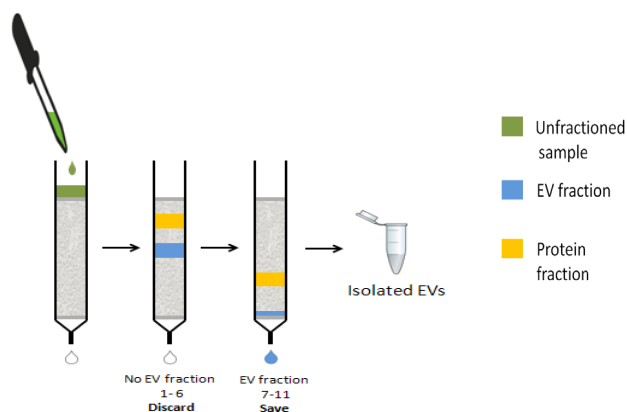 Unfractioned
sample
EV fraction
Protein
fraction
Isolated EVs
No EV fraction
1- 6
Discard
EV fraction
7-11
Save